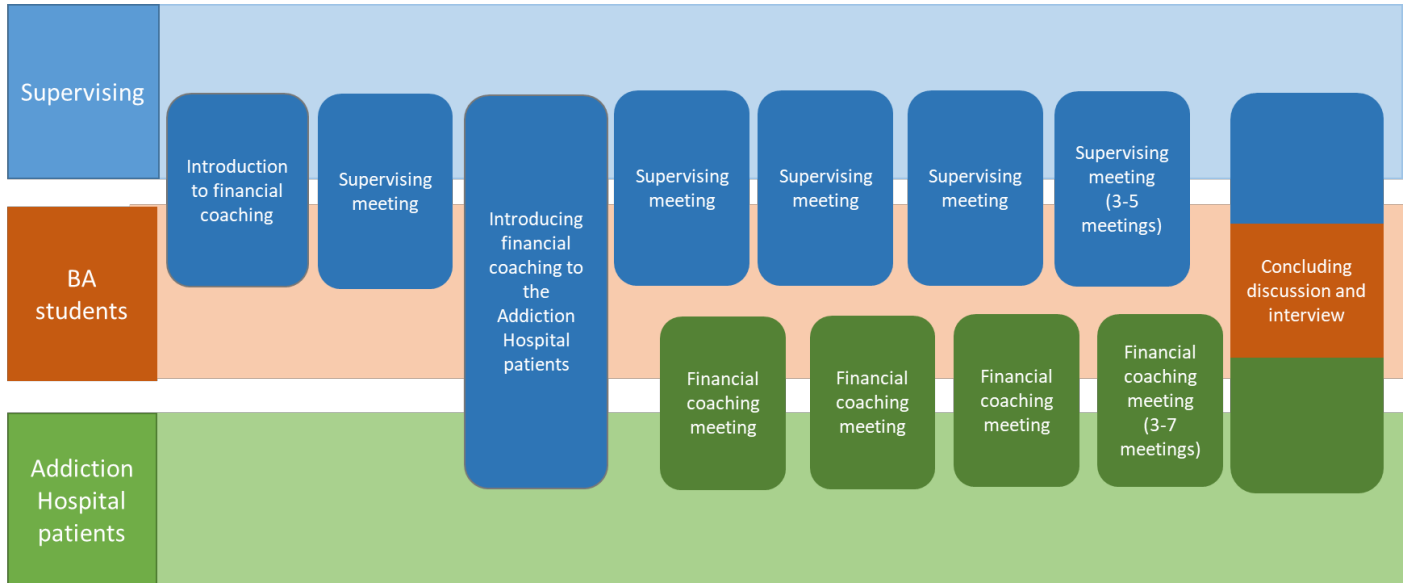 Supervising
Introduction
to financial
coaching
Supervising
meeting
Introducing
financial
coaching to
the
Addiction
Hospital
patients
Supervising
meeting
Supervising
meeting
Supervising
meeting
Supervising
meeting
(3-5
meetings)
BA
students
Concluding
discussion and
interview
Financial
coaching
meeting
Financial
coaching
meeting
Financial
coaching
meeting
Financial
coaching
meeting
(3-7
meetings)
Addiction
Hospital
patients